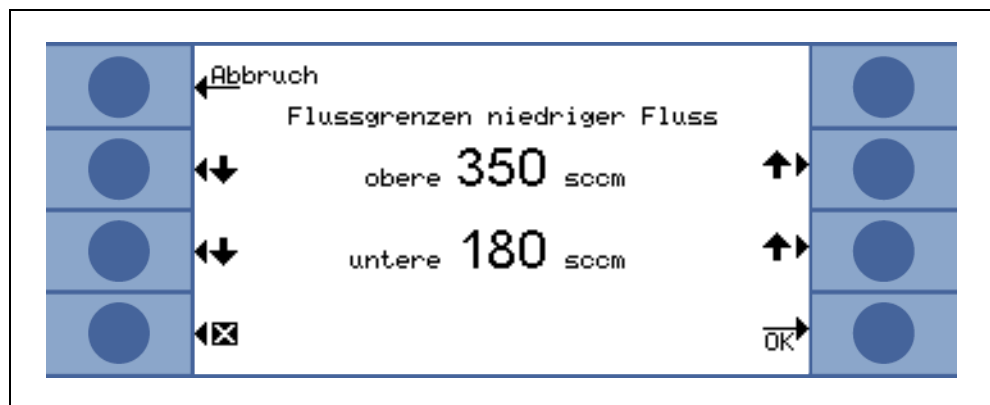 Abbruch
Flussgrenzen niedriger Fluss
obere 350 sccm
untere 180 sccm
OK